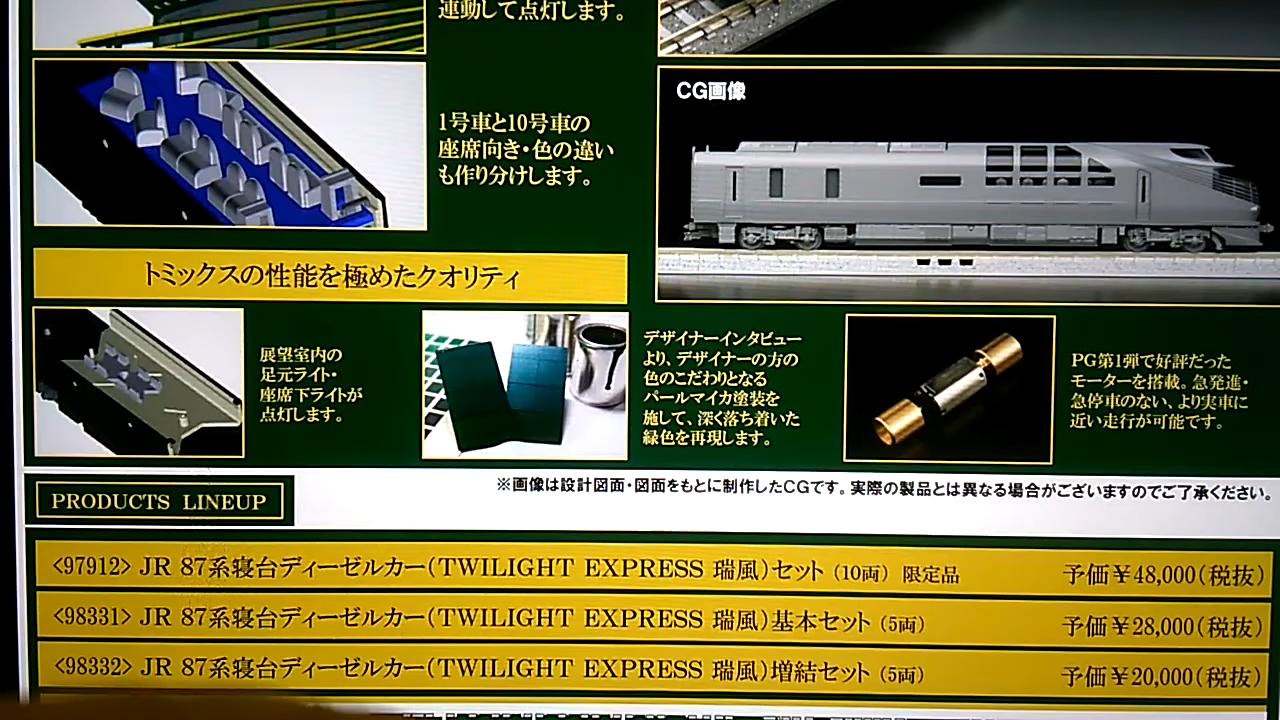 連動して点灯します。
CG画像
1号車と10号車の
座席向き・色の違い
も作り分けします。
トミックスの性能を極めたクオリティ
展望室内の
足元ライト・
座席下ライトが
点灯します。
デザイナーインタビュー
より、デザイナーの方の
色のこだわりとなる
パールマイカ塗装を
施して、深く落ち着いた
緑色を再現します。
PG第1弾で好評だった
モーターを搭載。急発進・
急停車のない、より実車に
近い走行が可能です。
※画像は設計図面・図面をもとに制作したCGです。実際の製品とは異なる場合がございますのでご了承ください。
PRODUCTS LINEUP
<97912> JR 87系寝台ディーゼルカー(TWILIGHT EXPRESS 瑞風)セット (10両) 限定品 予価¥48,000(税抜)
<98331> JR 87系寝台ディーゼルカー(TWILIGHT EXPRESS 瑞風)基本セット (5両) 予価¥28,000(税抜)
<98332> JR 87系寝台ディーゼルカー(TWILIGHT EXPRESS 瑞風)増結セット (5両) 予価¥20,000(税抜)